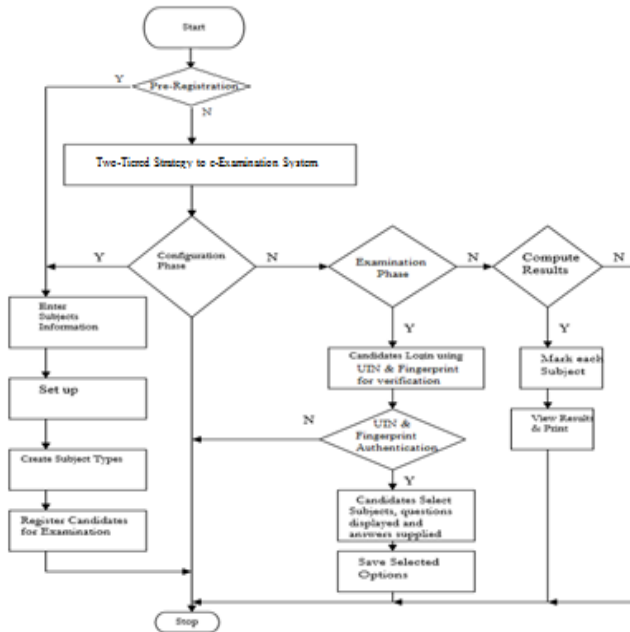 Start
Y
Pre-Registration
N
Two-Tiered Strategy to e-Examination System
Y
Configuration
Phase
N
Examination
Phase
N
Compute
Results
N
Enter
Subjects
Information
Y
Y
Candidates Login using
UIN & Fingerprint
for verification
Mark each
Subject
Set up
N
UIN &
Fingerprint
Authentication
View Results
& Print
Create Subject Types
Y
Register Candidates
for Examination
Candidates Select
Subjects, questions
displayed and
answers supplied
Save Selected
Options
Stop